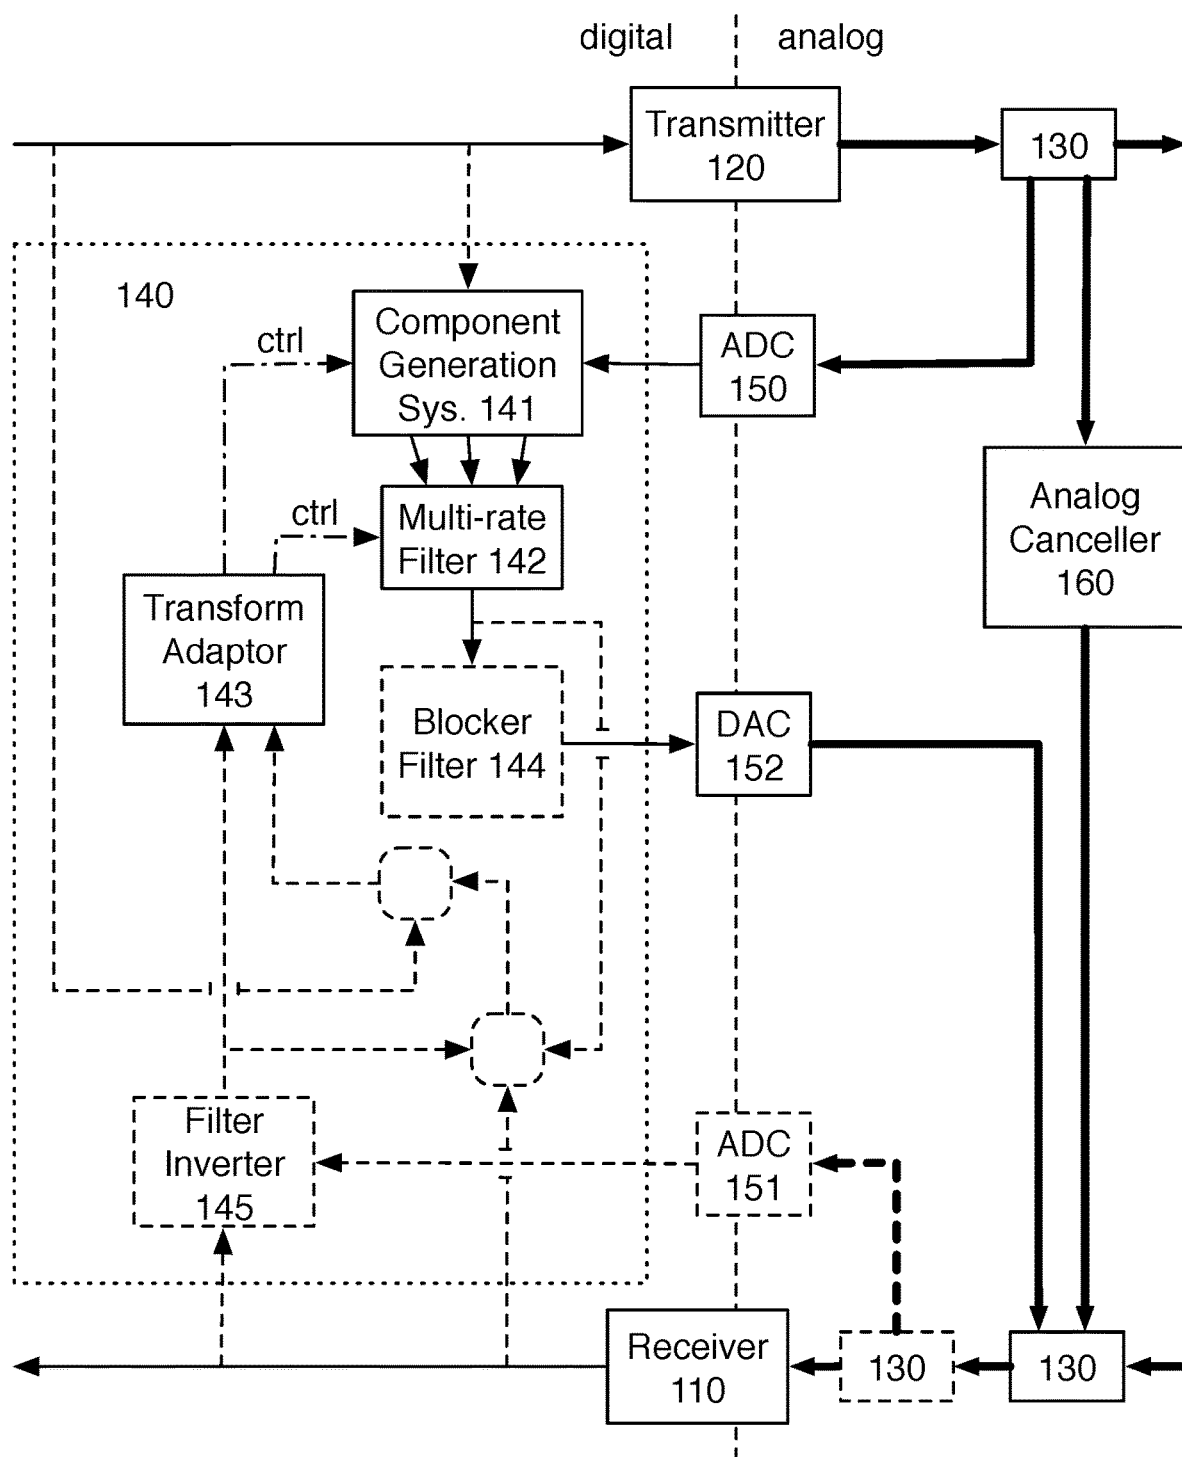 digital
analog
Transmitter
120
130
140
Component
Generation
Sys. 141
ctrl
ADC
150
Multi-rate
Filter 142
ctrl
Analog
Canceller
160
Transform
Adaptor
143
Blocker
Filter 144
DAC
152
Filter
Inverter
145
ADC
151
Receiver
110
130
130